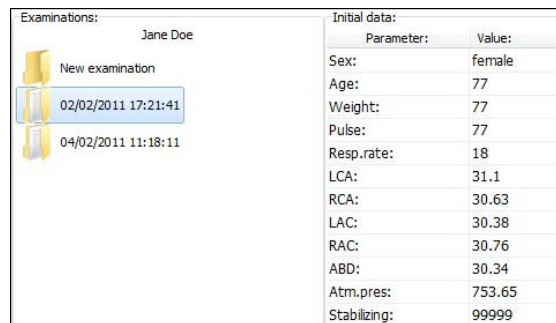 Examinations:
Jane Doe
New examination
02/02/2011 17:21:41
04/02/2011 11:18:11
Initial data:
Parameter: Value:
Sex: female
Age: 77
Weight: 77
Pulse: 77
Resp.rate: 18
LCA: 31.1
RCA: 30.63
LAC: 30.38
RAC: 30.76
ABD: 30.34
Atm.pres: 753.65
Stabilizing: 99999